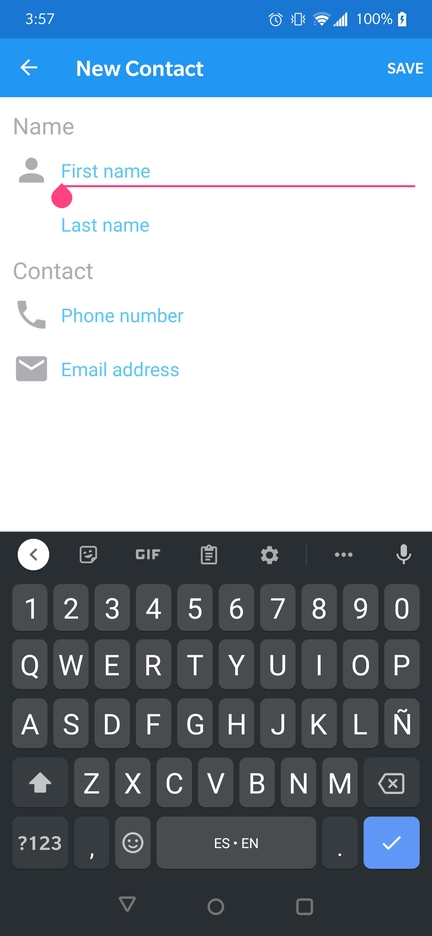 3:57 100%
New Contact SAVE
Name
First name
Last name
Contact
Phone number
Email address
GIF
1 2 3 4 5 6 7 8 9 0
Q W E R T Y U I O P
A S D F G H J K L Ñ
Z X C V B N M
?123 , ES • EN .